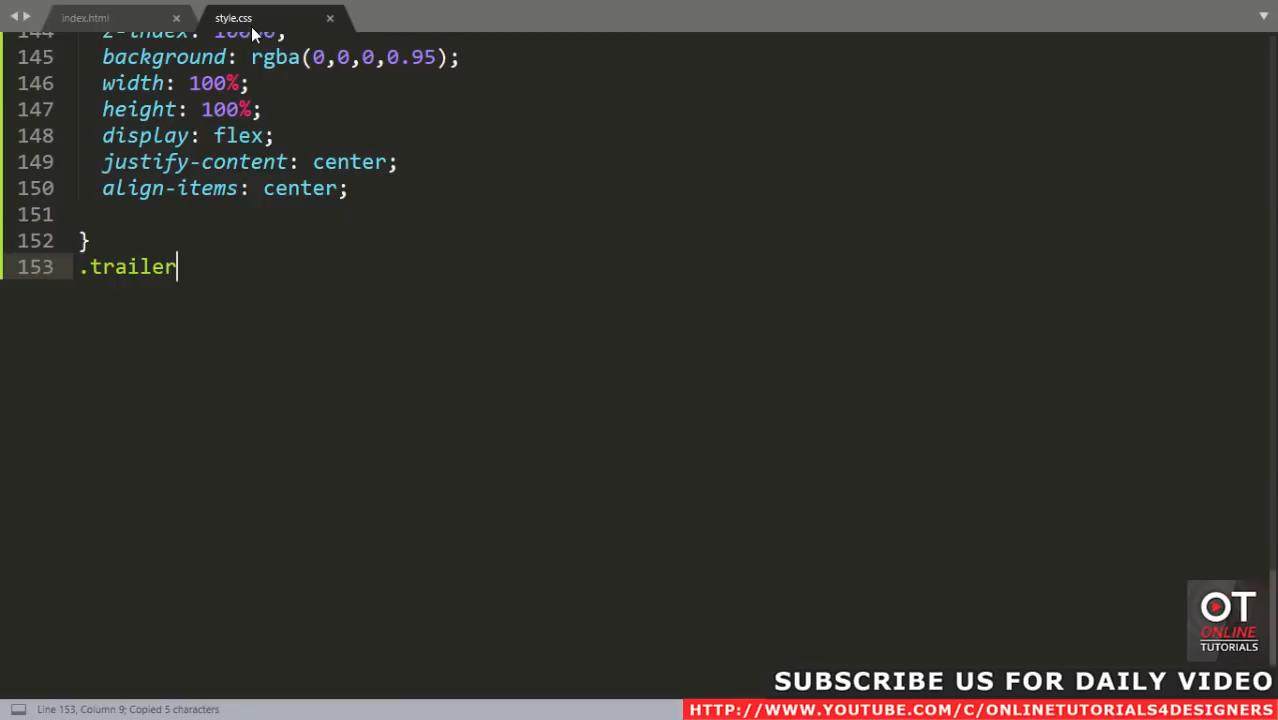 index.html × style.css ×
144 z-index: 10000;
145 background: rgba(0,0,0,0.95);
146 width: 100%;
147 height: 100%;
148 display: flex;
149 justify-content: center;
150 align-items: center;
151
152 }
153 .trailer
OT
ONLINE
TUTORIALS
SUBSCRIBE US FOR DAILY VIDEO
Line 153, Column 9; Copied 5 characters
HTTP://WWW.YOUTUBE.COM/C/ONLINETUTORIALS4DESIGNERS